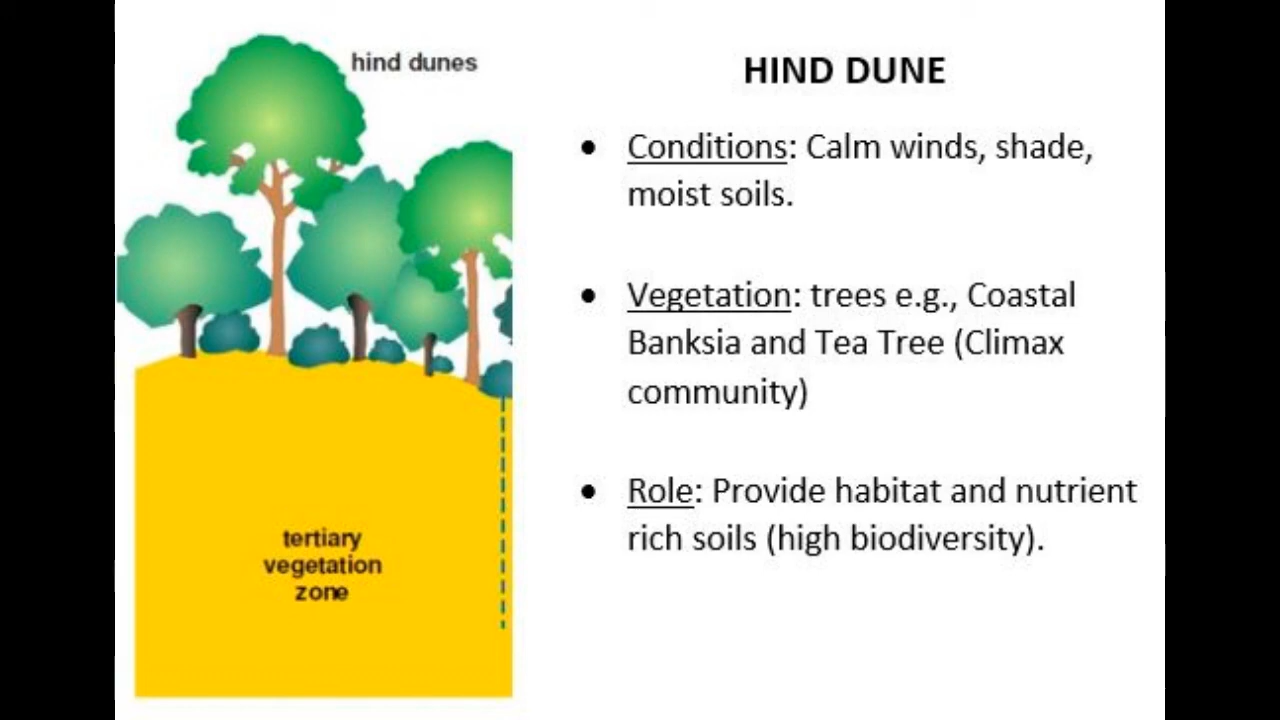 hind dunes
tertiary
vegetation
zone
HIND DUNE
• Conditions: Calm winds, shade,
moist soils.
• Vegetation: trees e.g., Coastal
Banksia and Tea Tree (Climax
community)
• Role: Provide habitat and nutrient
rich soils (high biodiversity).